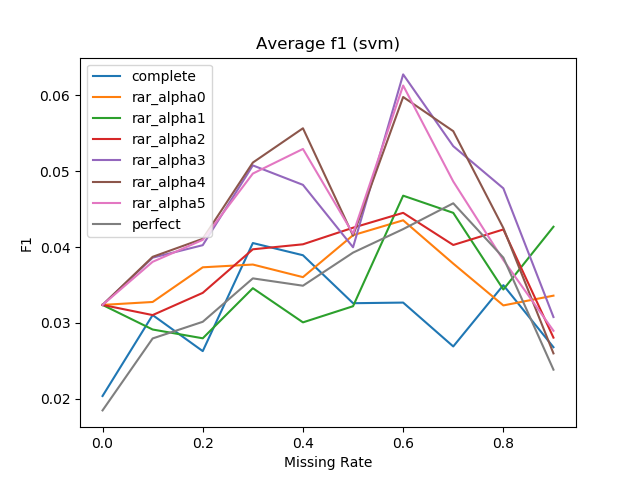 Average f1 (svm)
complete
rar_alpha0
rar_alpha1
rar_alpha2
rar_alpha3
rar_alpha4
rar_alpha5
perfect
F1
0.06
0.05
0.04
0.03
0.02
0.0 0.2 0.4 0.6 0.8
Missing Rate